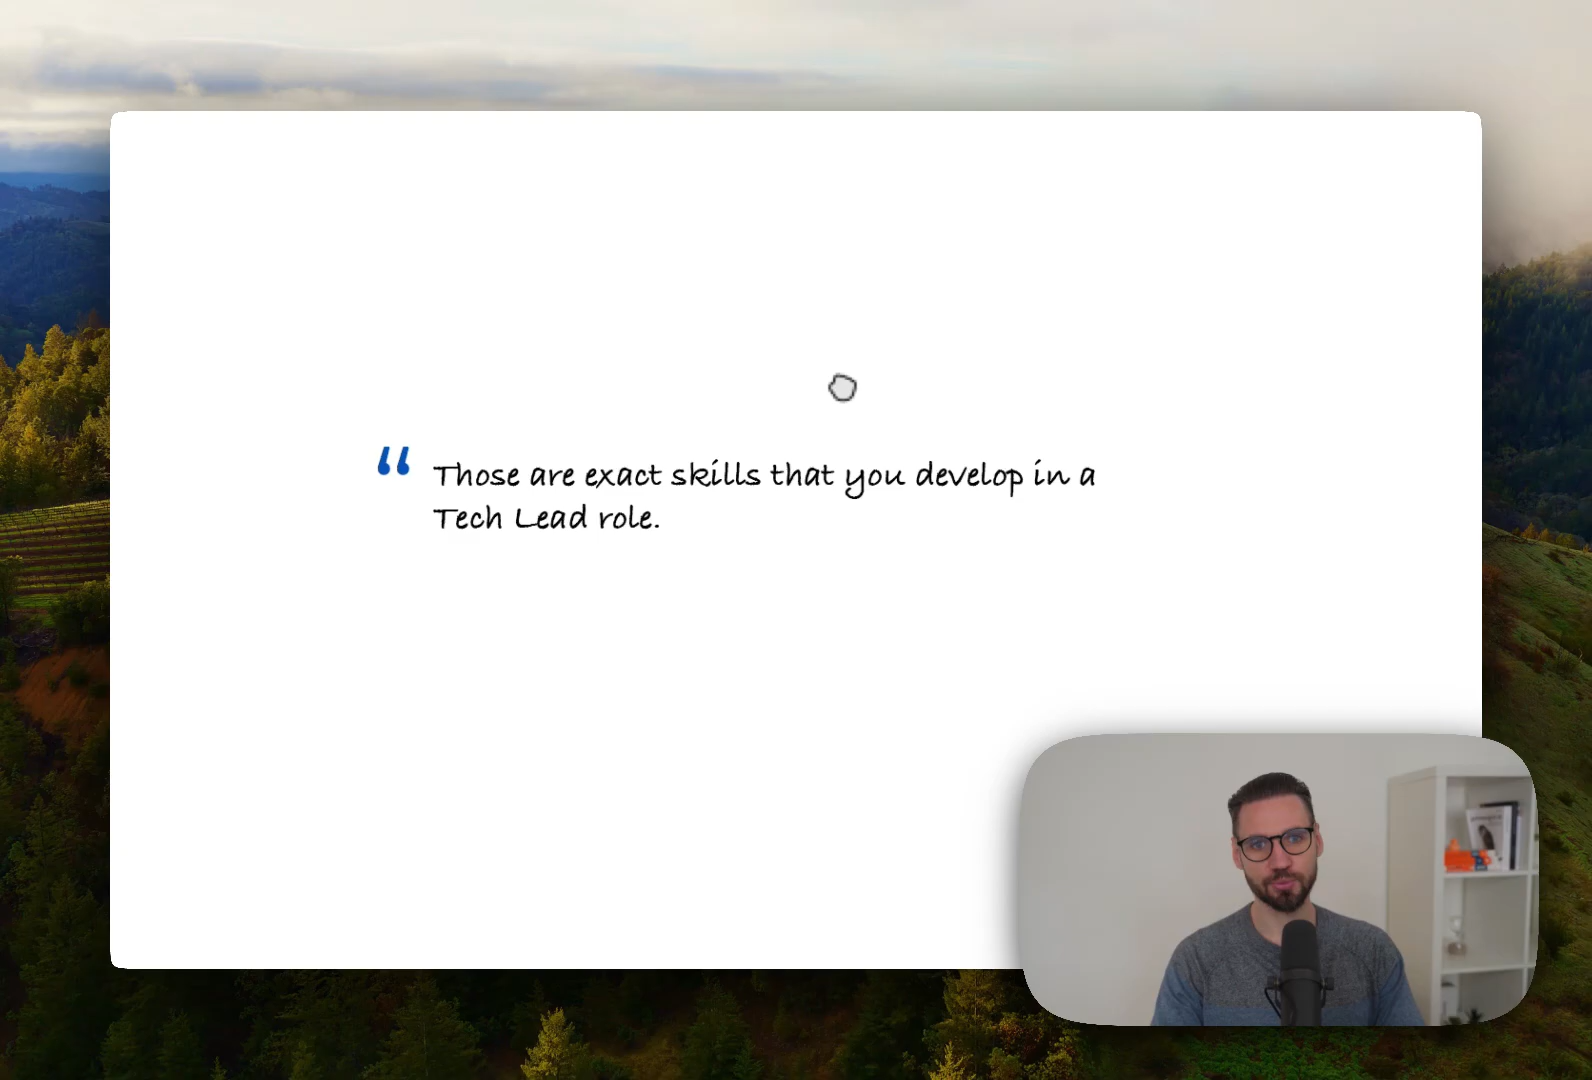 “ Those are exact skills that you develop in a
Tech Lead role.